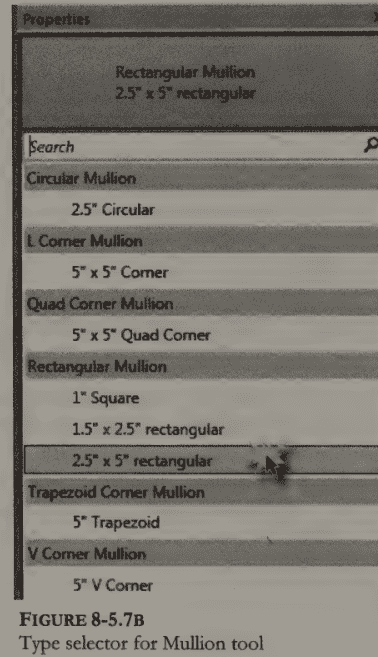 Properties
Rectangular Mullion
2.5" x 5" rectangular
Search
Circular Mullion
2.5" Circular
L Corner Mullion
5" x 5" Corner
Quad Corner Mullion
5" x 5" Quad Corner
Rectangular Mullion
1" Square
1.5" x 2.5" rectangular
2.5" x 5" rectangular
Trapezoid Corner Mullion
5" Trapezoid
V Corner Mullion
5" V Corner
FIGURE 8-5.7B
Type selector for Mullion tool